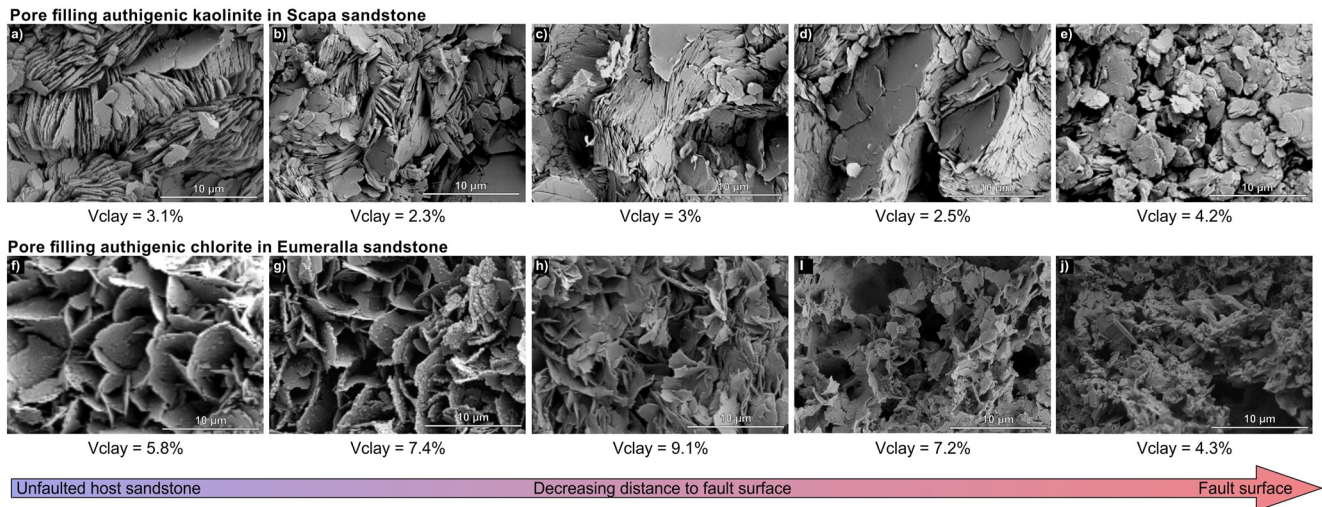 Pore filling authigenic kaolinite in Scapa sandstone
a)
b)
c)
d)
e)
10 µm
10 µm
10 µm
10 µm
10 µm
Vclay = 3.1%
Vclay = 2.3%
Vclay = 3%
Vclay = 2.5%
Vclay = 4.2%
Pore filling authigenic chlorite in Eumeralla sandstone
f)
g)
h)
I
j)
10 µm
10 µm
10 µm
10 µm
10 µm
Vclay = 5.8%
Vclay = 7.4%
Vclay = 9.1%
Vclay = 7.2%
Vclay = 4.3%
Unfaulted host sandstone
Decreasing distance to fault surface
Fault surface